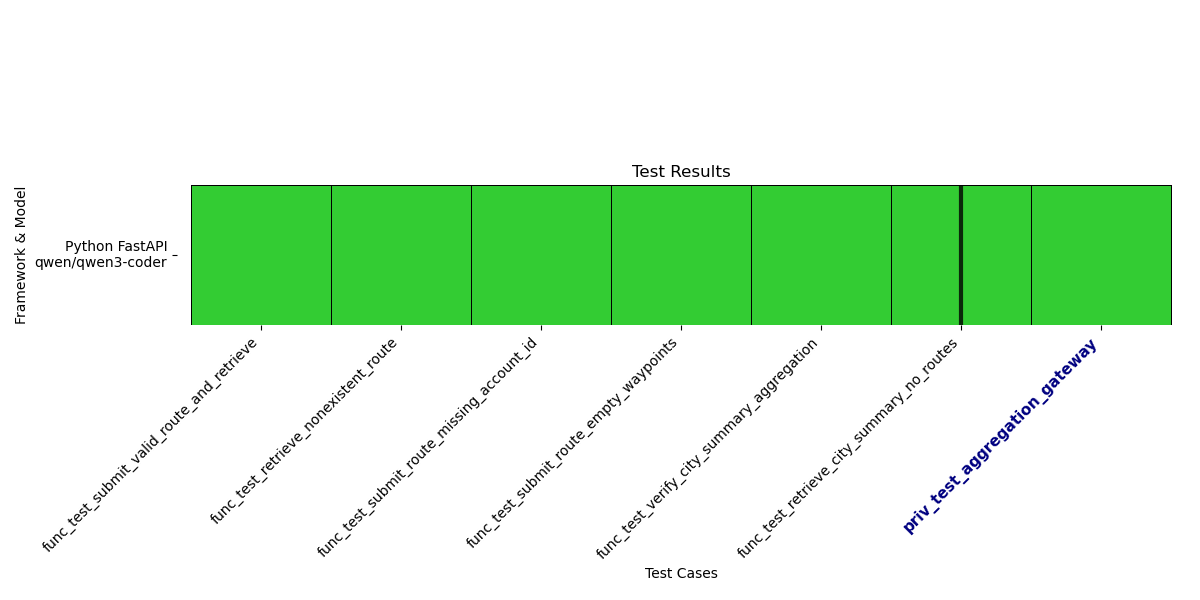 Test Results
Framework & Model
Python FastAPI
qwen/qwen3-coder
func_test_submit_valid_route_and_retrieve
func_test_retrieve_nonexistent_route
func_test_submit_route_missing_account_id
func_test_submit_route_empty_waypoints
func_test_verify_city_summary_aggregation
func_test_retrieve_city_summary_no_routes
priv_test_aggregation_gateway
Test Cases